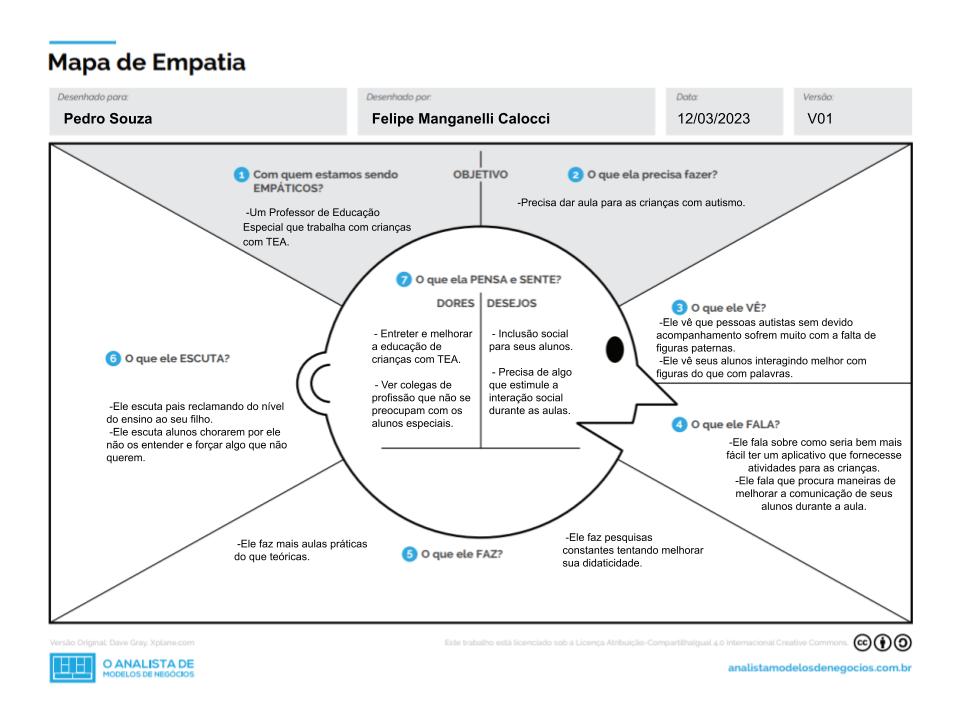 Mapa de Empatia
Desenhado para:
Pedro Souza
Desenhado por:
Felipe Manganelli Calocci
Data:
12/03/2023
Versão:
V01
1 Com quem estamos sendo
EMPÁTICOS?
-Um Professor de Educação
Especial que trabalha com crianças
com TEA.
OBJETIVO
2 O que ela precisa fazer?
-Precisa dar aula para as crianças com autismo.
7 O que ela PENSA e SENTE?
DORES
- Entreter e melhorar
a educação de
crianças com TEA.
- Ver colegas de
profissão que não se
preocupam com os
alunos especiais.
DESEJOS
- Inclusão social
para seus alunos.
- Precisa de algo
que estimule a
interação social
durante as aulas.
3 O que ele VÊ?
-Ele vê que pessoas autistas sem devido
acompanhamento sofrem muito com a falta de
figuras paternas.
-Ele vê seus alunos interagindo melhor com
figuras do que com palavras.
6 O que ele ESCUTA?
-Ele escuta pais reclamando do nível
do ensino ao seu filho.
-Ele escuta alunos chorarem por ele
não os entender e forçar algo que não
querem.
4 O que ele FALA?
-Ele fala sobre como seria bem mais
fácil ter um aplicativo que fornecesse
atividades para as crianças.
-Ele fala que procura maneiras de
melhorar a comunicação de seus
alunos durante a aula.
5 O que ele FAZ?
-Ele faz mais aulas práticas
do que teóricas.
-Ele faz pesquisas
constantes tentando melhorar
sua didaticidade.
Versão Original: Dave Gray, Xplane.com
Este trabalho está licenciado sob a Licença Atribuição-CompartilhaIgual 4.0 Internacional Creative Commons.
cc
O ANALISTA DE
MODELOS DE NEGÓCIOS
analistamodelosdenegocios.com.br